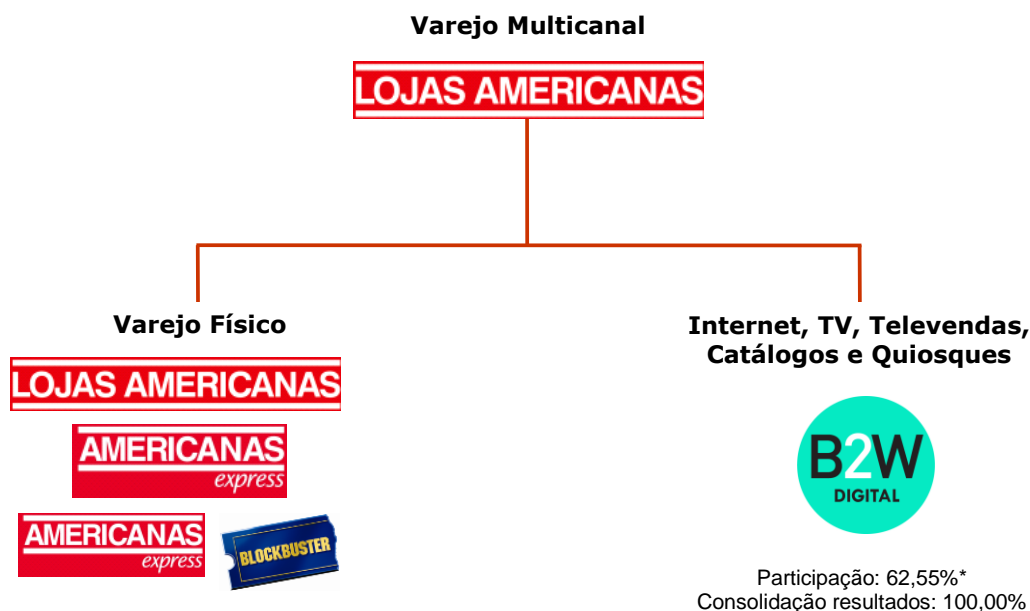 Varejo Multicanal
LOJAS AMERICANAS
Varejo Físico
LOJAS AMERICANAS
AMERICANAS
express
AMERICANAS
express
BLOCKBUSTER
Internet, TV, Televendas,
Catálogos e Quiosques
B2W
DIGITAL
Participação: 62,55%*
Consolidação resultados: 100,00%